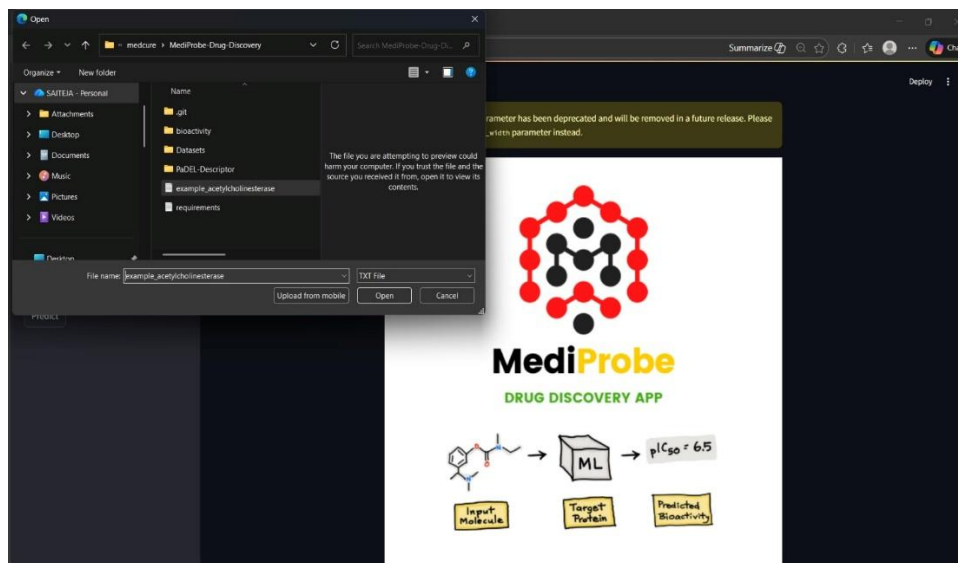 Open
medcure > MediProbe-Drug-Discovery
Search MediProbe-Drug-Di...
Organize
New folder
SAITEJA - Personal
Attachments
Desktop
Documents
Music
Pictures
Videos
Desktop
Name
.git
bioactivity
Datasets
PaDEL-Descriptor
example_acetylcholinesterase
requirements
The file you are attempting to preview could
harm your computer. If you trust the file and the
source you received it from, open it to view its
contents.
File name:
example_acetylcholinesterase
TXT File
Upload from mobile
Open
Cancel
Predict
Summarize
Deploy
rameter has been deprecated and will be removed in a future release. Please
_width parameter instead.
MediProbe
DRUG DISCOVERY APP
N
O
O
N
ML
pIC50 = 6.5
Input
Molecule
Target
Protein
Predicted
Bioactivity